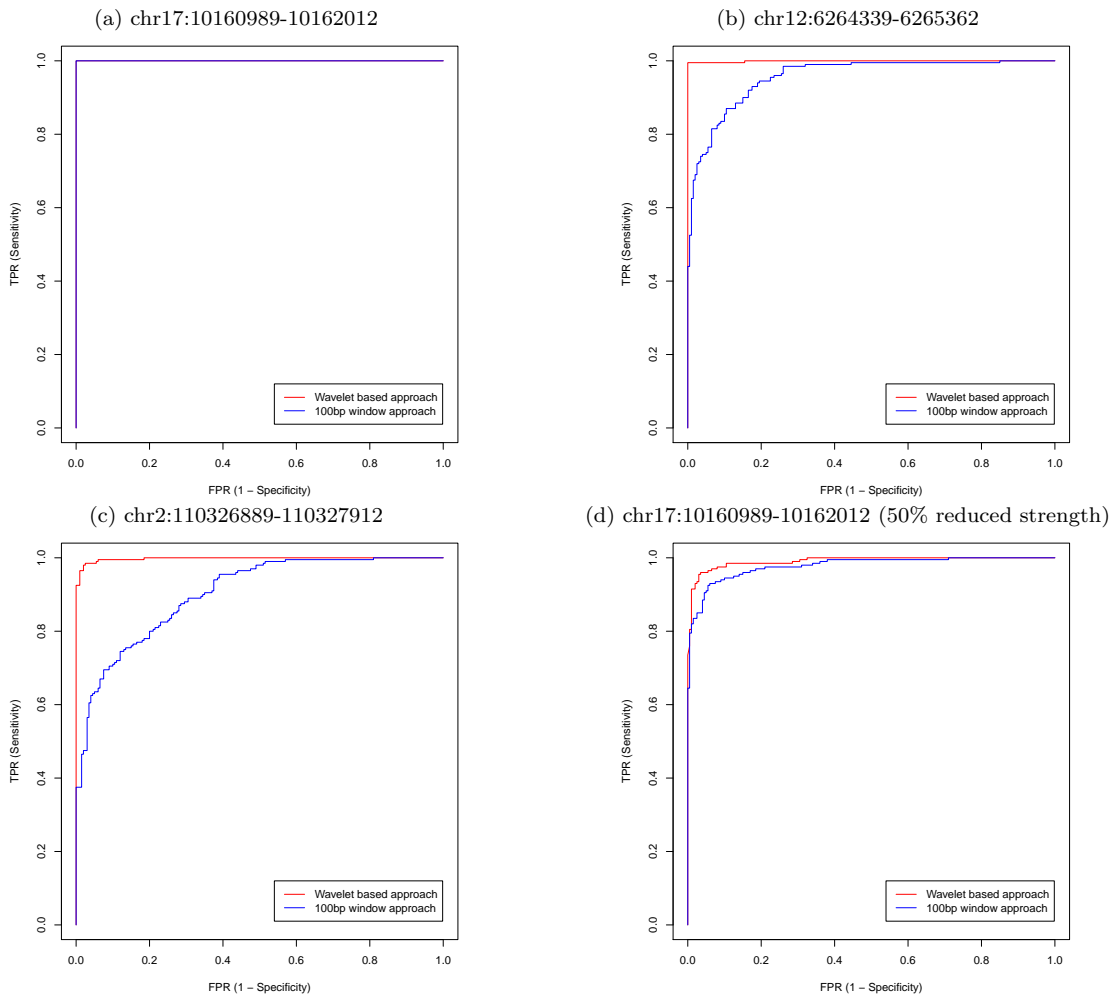 (a) chr17:10160989-10162012
TPR (Sensitivity)
1.0
0.8
0.6
0.4
0.2
0.0
Wavelet based approach
100bp window approach
0.0 0.2 0.4 0.6 0.8 1.0
FPR (1 − Specificity)
(b) chr12:6264339-6265362
TPR (Sensitivity)
1.0
0.8
0.6
0.4
0.2
0.0
Wavelet based approach
100bp window approach
0.0 0.2 0.4 0.6 0.8 1.0
FPR (1 − Specificity)
(c) chr2:110326889-110327912
TPR (Sensitivity)
1.0
0.8
0.6
0.4
0.2
0.0
Wavelet based approach
100bp window approach
0.0 0.2 0.4 0.6 0.8 1.0
FPR (1 − Specificity)
(d) chr17:10160989-10162012 (50% reduced strength)
TPR (Sensitivity)
1.0
0.8
0.6
0.4
0.2
0.0
Wavelet based approach
100bp window approach
0.0 0.2 0.4 0.6 0.8 1.0
FPR (1 − Specificity)